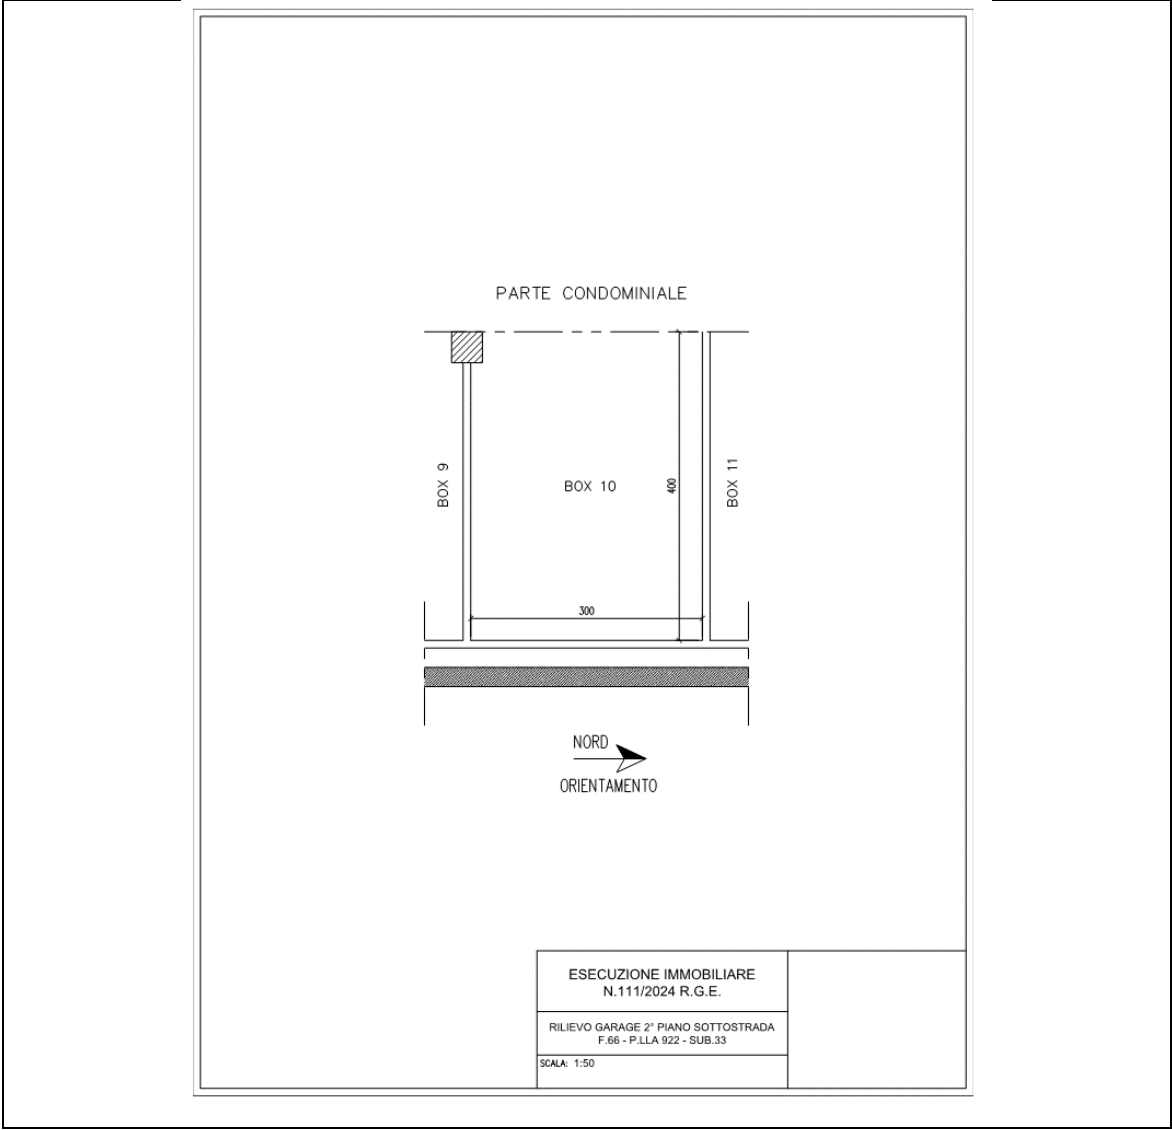 PARTE CONDOMINIALE
BOX 9
BOX 10
400
BOX 11
300
NORD
ORIENTAMENTO
ESECUZIONE IMMOBILIARE
N.111/2024 R.G.E.
RILIEVO GARAGE 2° PIANO SOTTOSTRADA
F.66 - P.LLA 922 - SUB.33
SCALA: 1:50